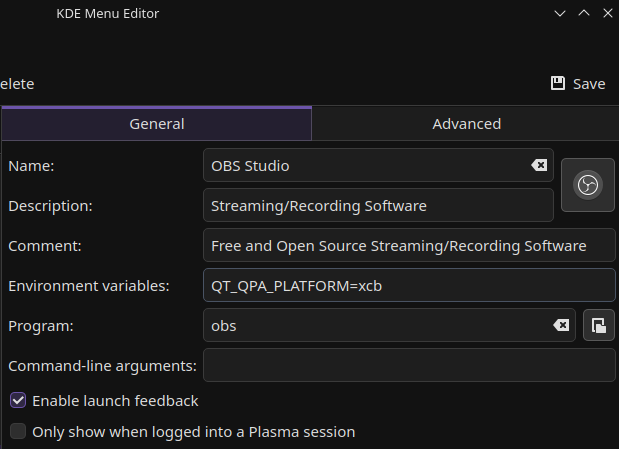 KDE Menu Editor
elete
Save
General
Advanced
Name:
OBS Studio
Description:
Streaming/Recording Software
Comment:
Free and Open Source Streaming/Recording Software
Environment variables:
QT_QPA_PLATFORM=xcb
Program:
obs
Command-line arguments:
Enable launch feedback
Only show when logged into a Plasma session